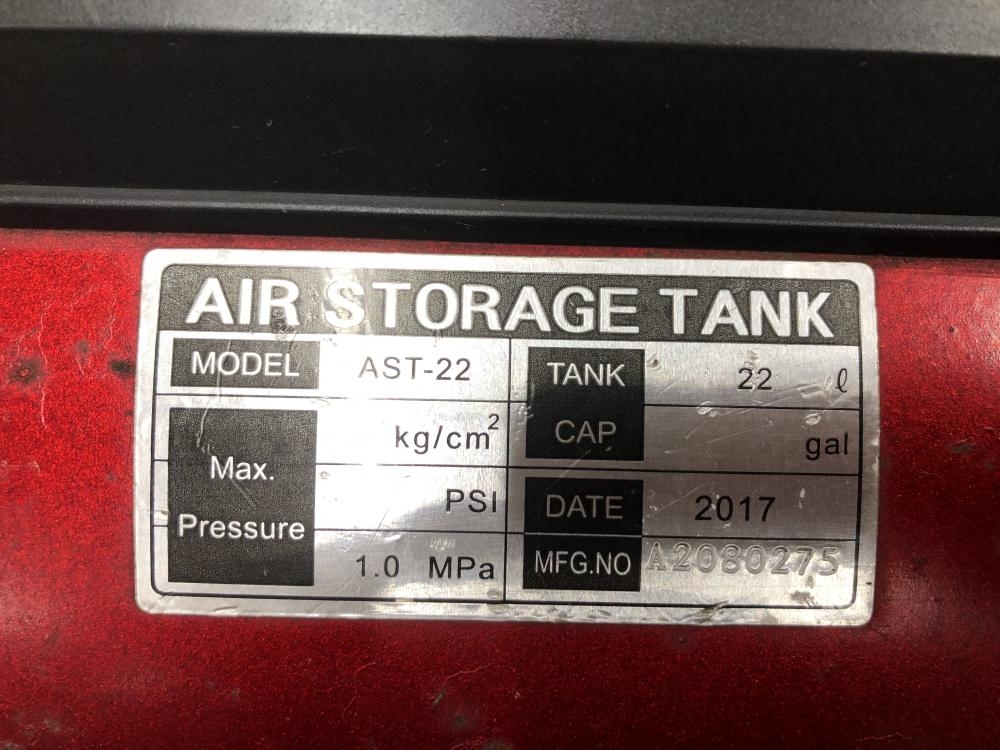 AIR STORAGE TANK
MODEL AST-22 TANK CAP 22 ℓ
gal
Max. Pressure kg/cm²
PSI
1.0 MPa
DATE 2017
MFG.NO A2080275